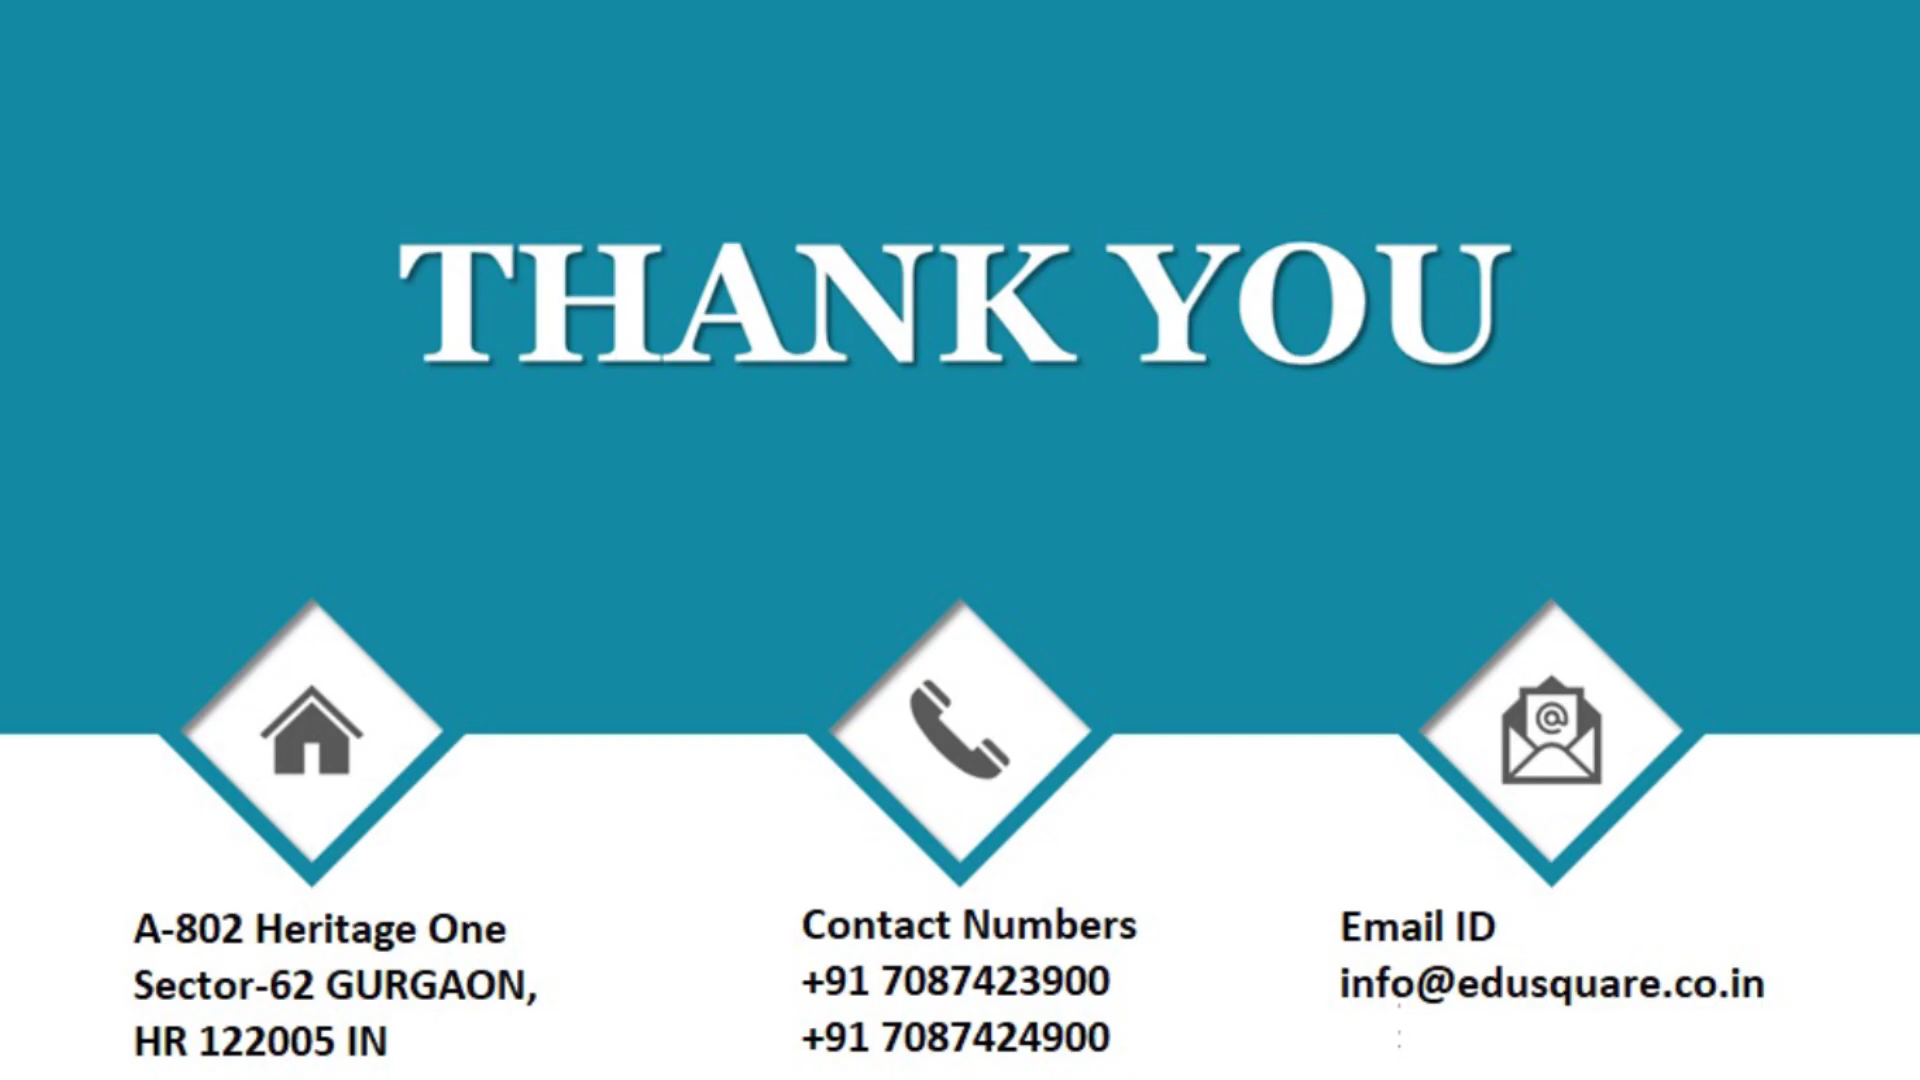 THANK YOU
A-802 Heritage One
Sector-62 GURGAON,
HR 122005 IN
Contact Numbers
+91 7087423900
+91 7087424900
Email ID
info@edusquare.co.in